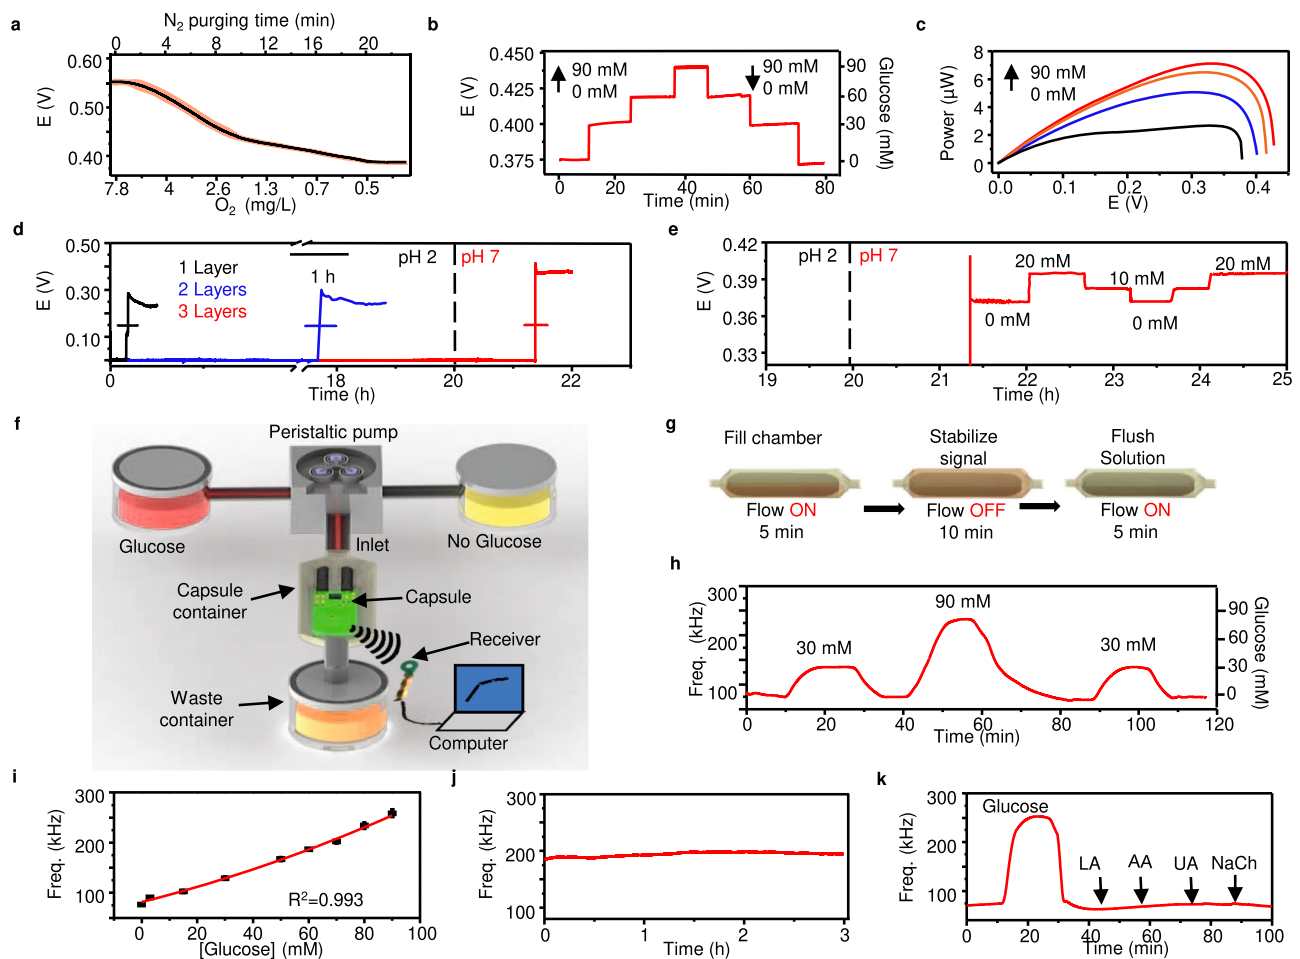 a
N2 purging time (min)
0 4 8 12 16 20
0.60
0.50
0.40
E (V)
7.8 4 2.6 1.3 0.7 0.5
O2 (mg/L)
b
0.450
0.425
0.400
0.375
E (V)
90 mM
0 mM
90 mM
0 mM
90
60
30
0
Glucose (mM)
0 20 40 60 80
Time (min)
c
8
6
4
2
0
Power (µW)
90 mM
0 mM
0.0 0.1 0.2 0.3 0.4
E (V)
d
0.50
0.30
0.10
E (V)
1 Layer
2 Layers
3 Layers
1 h
pH 2
pH 7
0 18 20 22
Time (h)
e
0.42
0.39
0.36
0.33
E (V)
pH 2
pH 7
20 mM
10 mM
20 mM
0 mM
0 mM
19 20 21 22 23 24 25
Time (h)
f
Peristaltic pump
Glucose
Inlet
No Glucose
Capsule
container
Capsule
Receiver
Waste
container
Computer
g
Fill chamber
Stabilize
signal
Flush
Solution
Flow ON
5 min
Flow OFF
10 min
Flow ON
5 min
h
300
200
100
Freq. (kHz)
30 mM
90 mM
30 mM
90
60
30
0
Glucose (mM)
0 20 40 60 80 100 120
Time (min)
i
300
200
100
Freq. (kHz)
R2=0.993
0 20 40 60 80 100
[Glucose] (mM)
j
300
200
100
Freq. (kHz)
0 1 2 3
Time (h)
k
300
200
100
Freq. (kHz)
Glucose
LA
AA
UA
NaCh
0 20 40 60 80 100
Time (min)